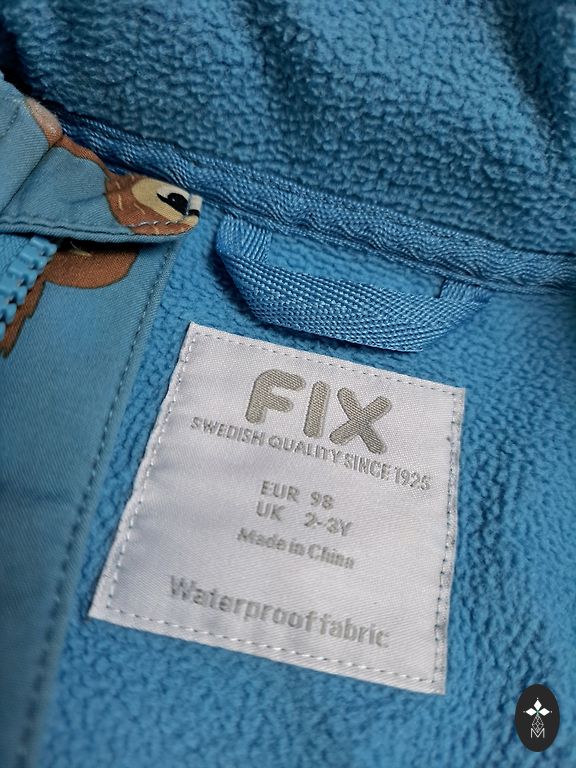 FIX
SWEDISH QUALITY SINCE 1925
EUR 98
UK 2-3Y
Made in China
Waterproof fabric
M